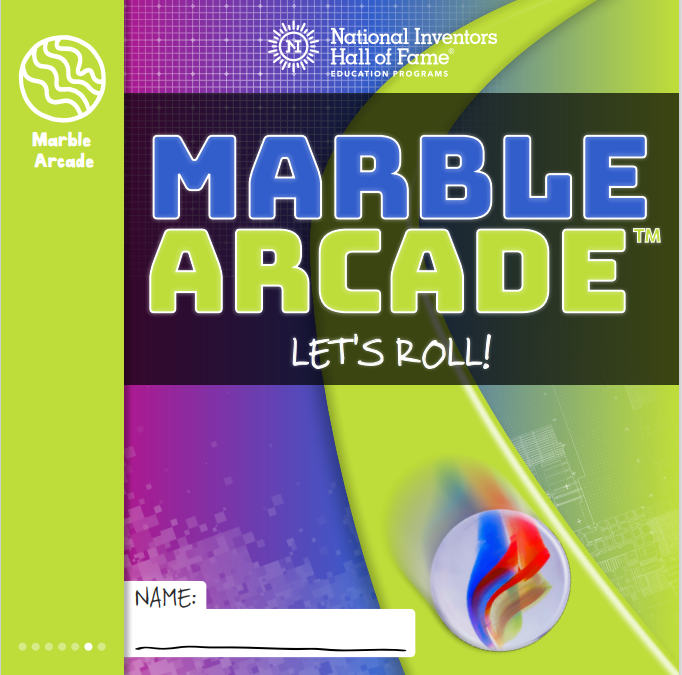 Marble
Arcade
National Inventors
Hall of Fame®
EDUCATION PROGRAMS
MARBLE
ARCADE™
LET'S ROLL!
NAME: